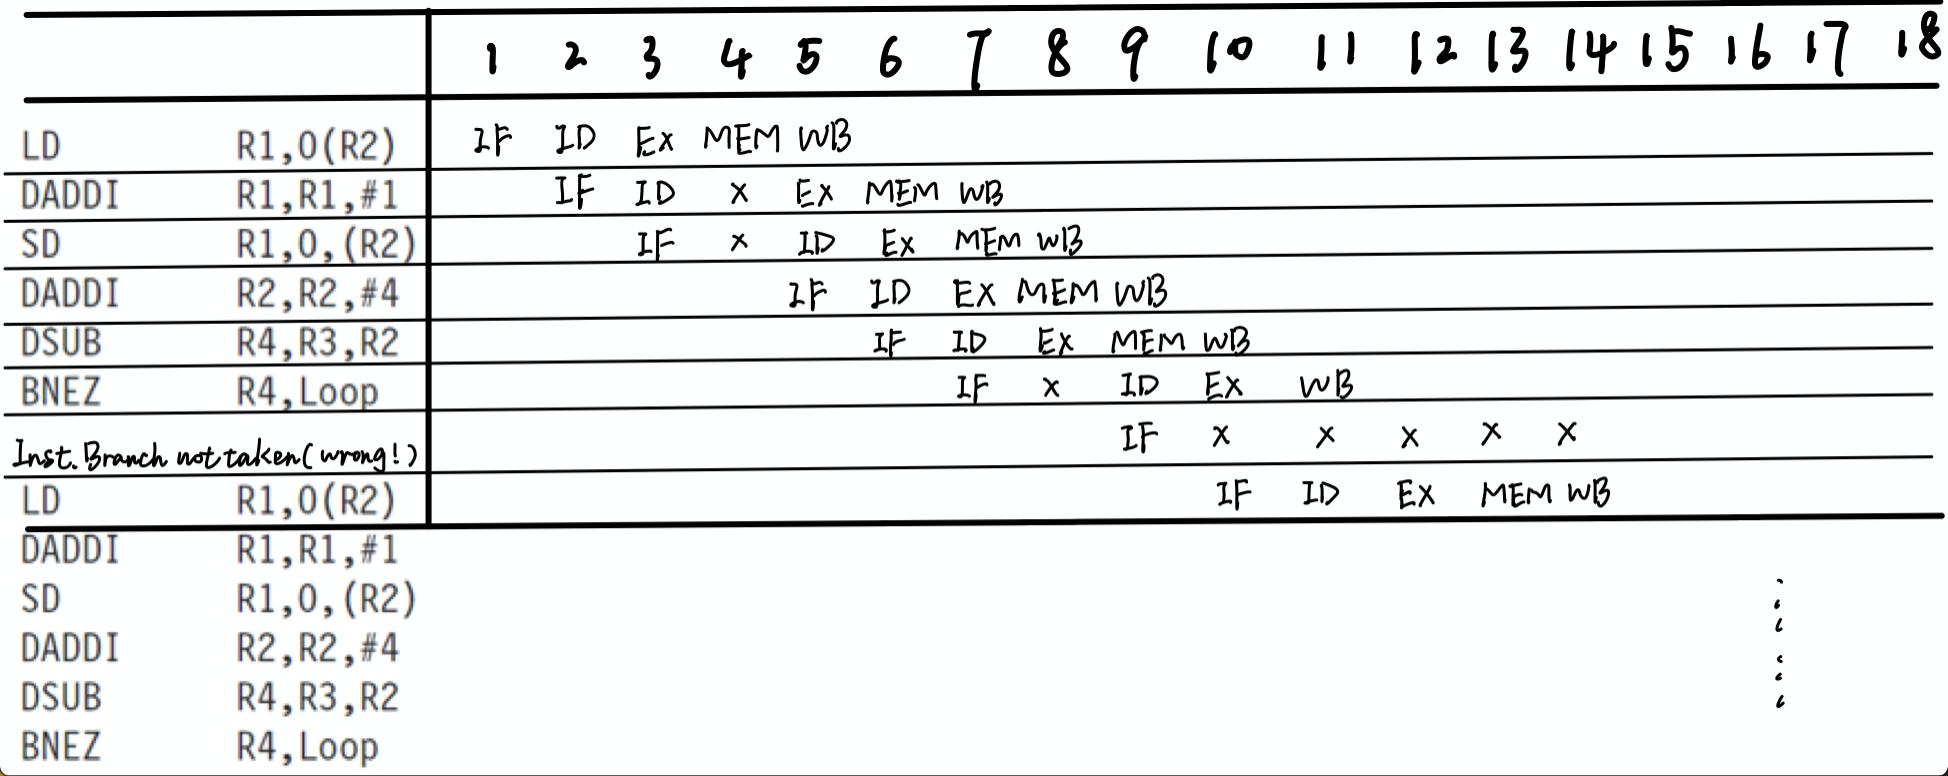 1 2 3 4 5 6 7 8 9 10 11 12 13 14 15 16 17 18
LD R1,0(R2) IF ID Ex MEM WB
DADDI R1,R1,#1 IF ID x Ex MEM WB
SD R1,0,(R2) IF x ID Ex MEM WB
DADDI R2,R2,#4 IF ID EX MEM WB
DSUB R4,R3,R2 IF ID Ex MEM WB
BNEZ R4,Loop IF x ID EX WB
Inst. Branch not taken (wrong!) IF x x x x x
LD R1,0(R2) IF ID EX MEM WB
DADDI R1,R1,#1
SD R1,0,(R2)
DADDI R2,R2,#4
DSUB R4,R3,R2
BNEZ R4,Loop